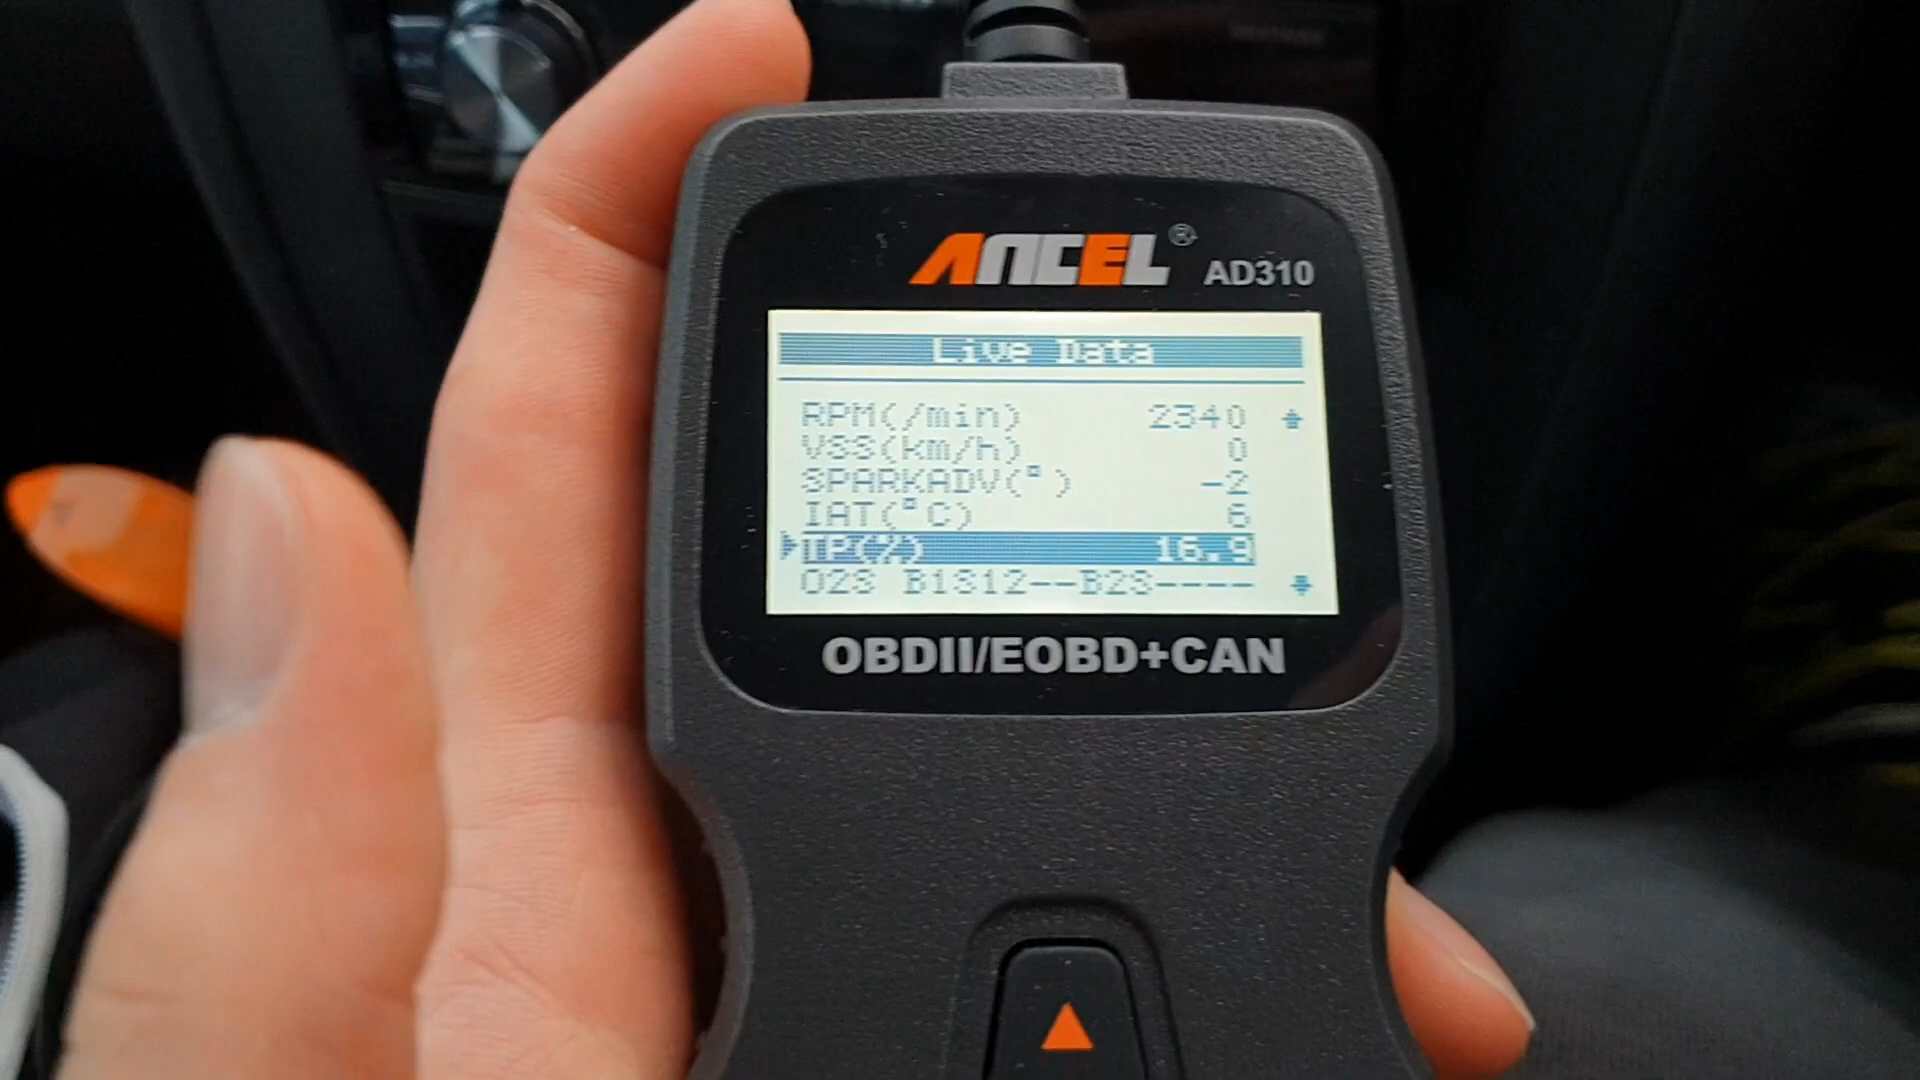 ANCEL® AD310
Live Data
RPM(/min) 2340
VSS(km/h) 0
SPARKADV(°) -2
IAT(°C) 6
TP(%) 16.9
O2S B1S12--B2S----
OBDII/EOBD+CAN